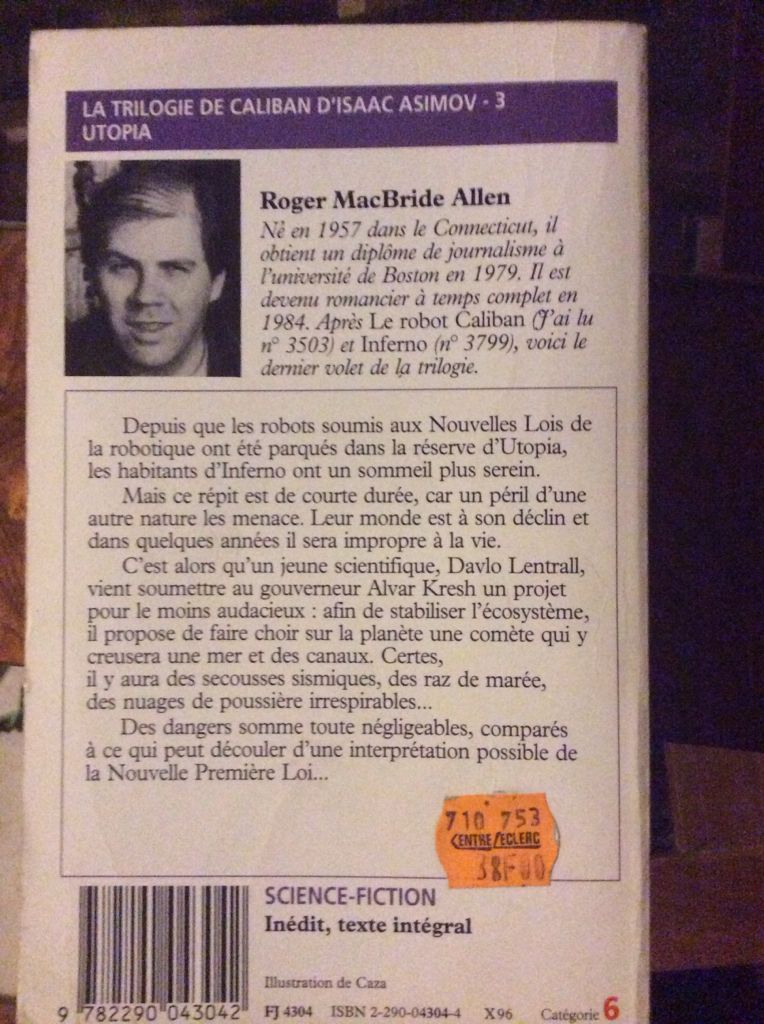 LA TRILOGIE DE CALIBAN D'ISAAC ASIMOV - 3
UTOPIA
Roger MacBride Allen
Né en 1957 dans le Connecticut, il
obtient un diplôme de journalisme à
l'université de Boston en 1979. Il est
devenu romancier à temps complet en
1984. Après Le robot Caliban (J'ai lu
n° 3503) et Inferno (n° 3799), voici le
dernier volet de la trilogie.
Depuis que les robots soumis aux Nouvelles Lois de
la robotique ont été parqués dans la réserve d'Utopia,
les habitants d'Inferno ont un sommeil plus serein.
Mais ce répit est de courte durée, car un péril d'une
autre nature les menace. Leur monde est à son déclin et
dans quelques années il sera impropre à la vie.
C'est alors qu'un jeune scientifique, Davlo Lentrall,
vient soumettre au gouverneur Alvar Kresh un projet
pour le moins audacieux : afin de stabiliser l'écosystème,
il propose de faire choir sur la planète une comète qui y
creusera une mer et des canaux. Certes,
il y aura des secousses sismiques, des raz de marée,
des nuages de poussière irrespirables...
Des dangers somme toute négligeables, comparés
à ce qui peut découler d'une interprétation possible de
la Nouvelle Première Loi...
710 753
CENTRE LECLERC
38F00
SCIENCE-FICTION
Inédit, texte intégral
Illustration de Caza
9 782290 043042
FJ 4304 ISBN 2-290-04304-4 X96 Catégorie 6